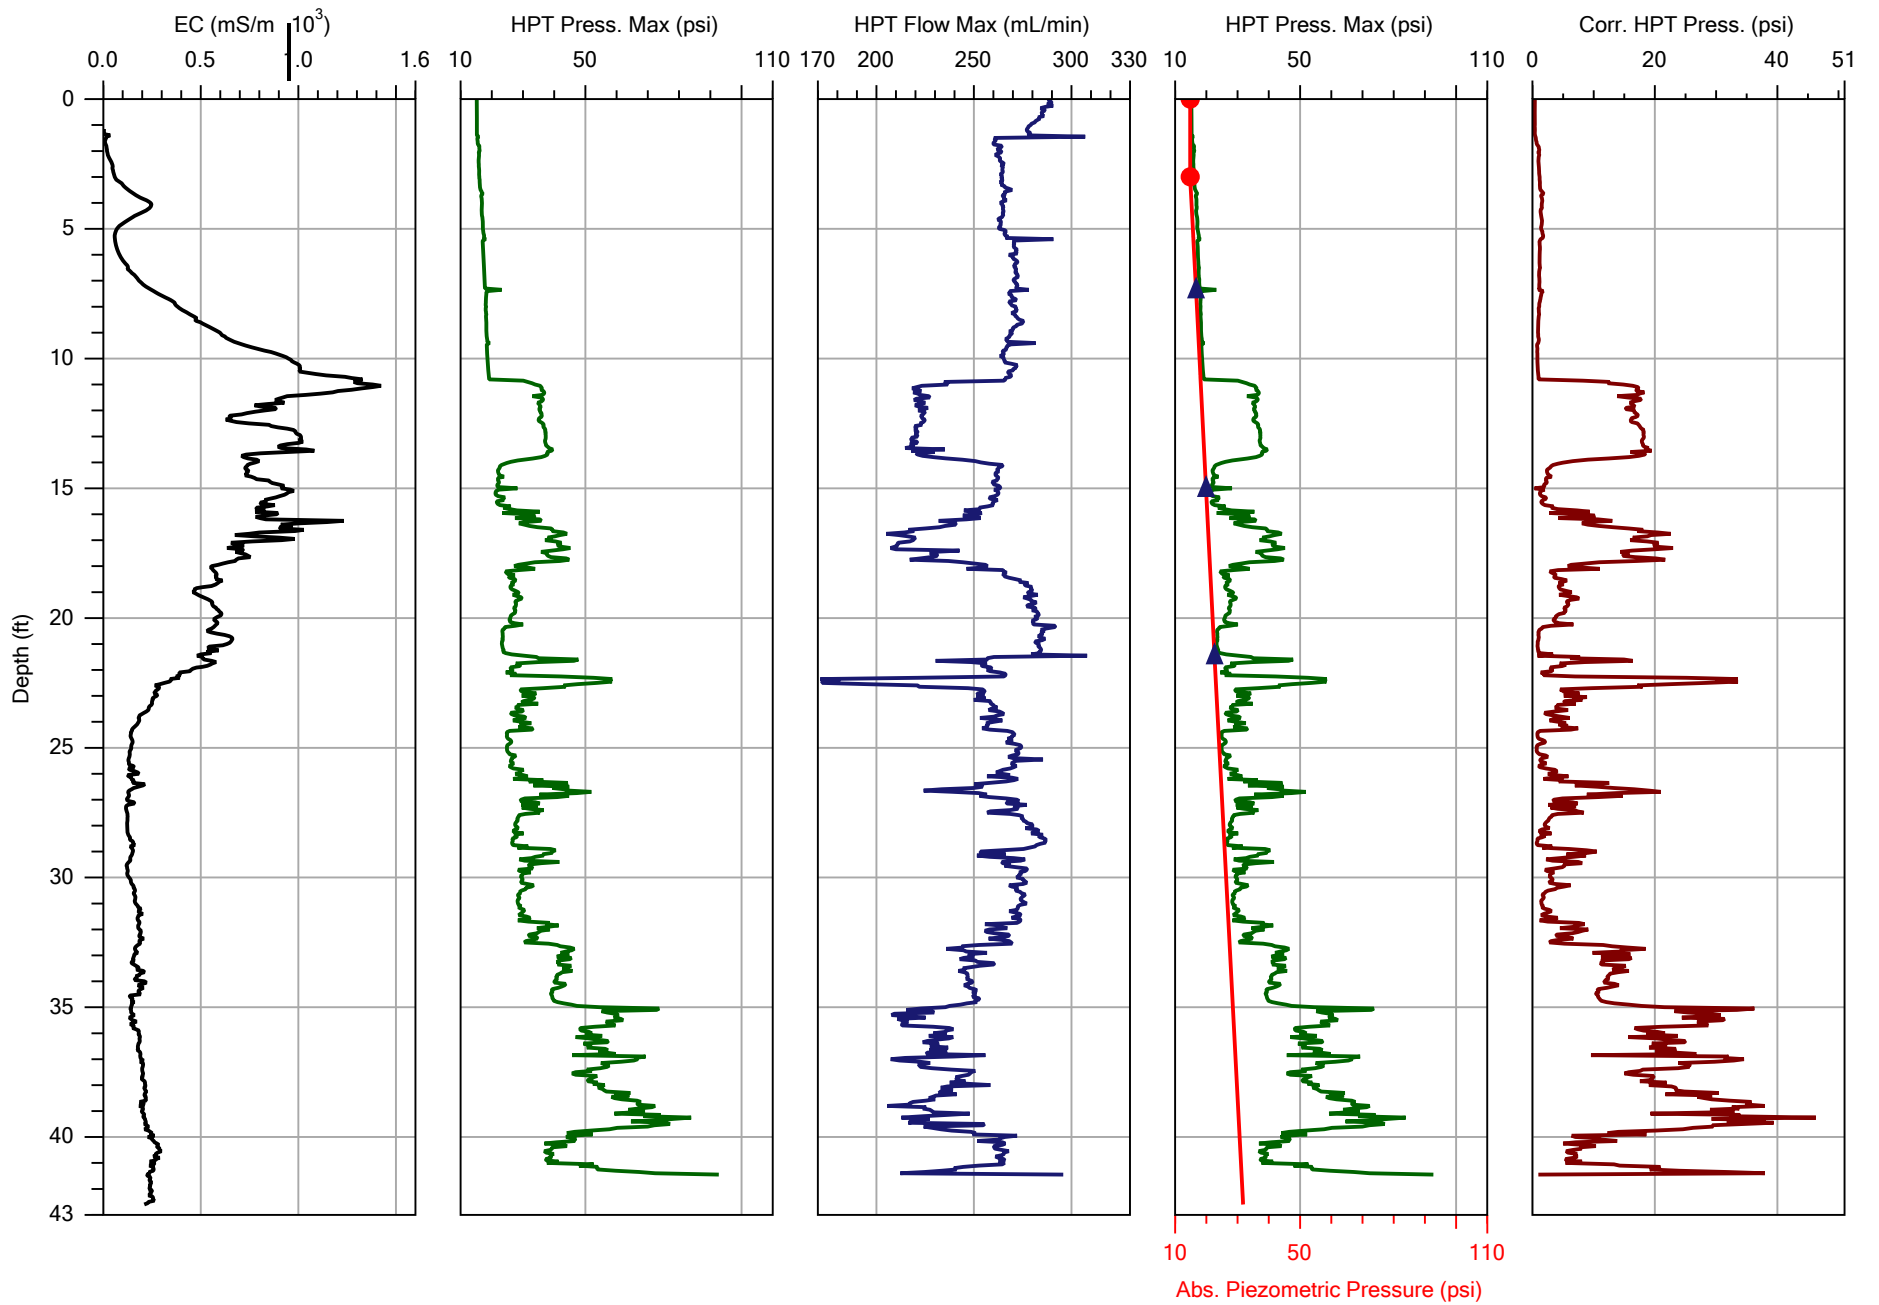 EC (mS/m 10³) HPT Press. Max (psi) HPT Flow Max (mL/min) HPT Press. Max (psi) Corr. HPT Press. (psi)
0.0 0.5 1.0 1.6 10 50 110 170 200 250 300 330 10 50 110 0 20 40 51
0
5
10
15
20
Depth (ft)
25
30
35
40
43
10 50 110
Abs. Piezometric Pressure (psi)